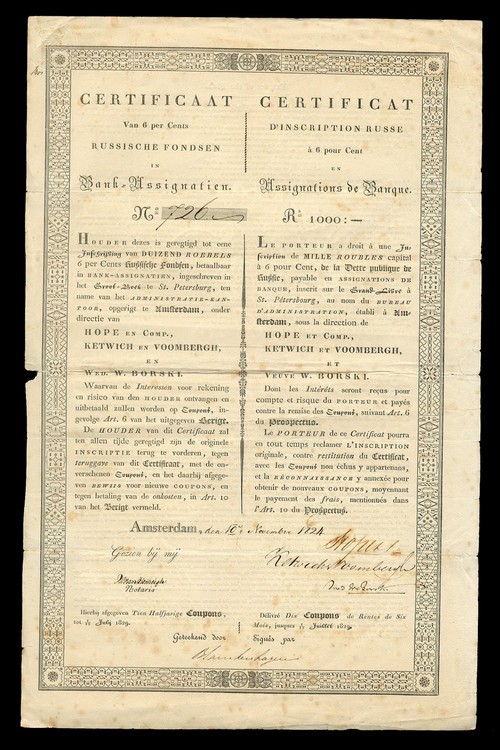 CERTIFICAAT
Van 6 per Cents
RUSSISCHE FONDSEN
IN
Bank-Assignatien.
No 726
HOUDER dezes is geregtigd tot eene
Inschrijving van DUIZEND ROEBELS
6 per Cents Russische Fondsen, betaalbaar
in BANK-ASSIGNATIEN, ingeschreven in
het Groot-Boek te St. Petersburg, ten
name van het ADMINISTRATIE-KAN-
TOOR, opgerigt te Amsterdam, onder
directie van
HOPE EN COMP.,
KETWICH EN VOOMBERGH,
EN
WED. W. BORSKI.
Waarvan de Interessen voor rekening
en risico van den HOUDER ontvangen en
uitbetaald zullen worden op Coupons, in-
gevolge Art. 6 van het uitgegeven Berigt.
De HOUDER van dit Certificaat zal
ten allen tijde geregtigd zijn de originele
INSCRIPTIE terug te vorderen, tegen
teruggave van dit Certificaat, met de on-
verschenen Coupons, en het daarbij afgege-
ven BEWIJS voor nieuwe COUPONS, en
tegen betaling van de onkosten, in Art. 10
van het Berigt vermeld.
CERTIFICAT
D'INSCRIPTION RUSSE
à 6 pour Cent
EN
Assignations de Banque.
Ro 1000:—
LE PORTEUR a droit à une In-
scription de MILLE ROUBLES capital
à 6 pour Cent, de la Dette publique de
Russie, payable en ASSIGNATIONS DE
BANQUE, inscrit sur le Grand-Livre à
St. Pétersbourg, au nom du BUREAU
D'ADMINISTRATION, établi à Am-
sterdam, sous la direction de
HOPE ET COMP.,
KETWICH ET VOOMBERGH,
ET
VEUVE W. BORSKI.
Dont les Intérêts seront reçus pour
compte et risque du PORTEUR et payés
contre la remise des Coupons, suivant Art. 6
du Prospectus.
Le PORTEUR de ce Certificat pourra
en tout temps reclamer L'INSCRIPTION
originale, contre restitution du Certificat,
avec les Coupons non échus y appartenans,
et la RÉCONNAISSANCE y annexée pour
obtenir de nouveaux COUPONS, moyennant
le payement des frais, mentionnés dans
l'Art. 10 du Prospectus.
Amsterdam, den 16 November 1824
Gezien bij mij
Notaris
Ketwich & Voombergh
Hierbij afgegeven Tien Halfjarige Coupons,
tot 1/13 July 1829.
Délivré Dix Coupons de Rentes de Six
Mois, jusques 1/13 Juillet 1829.
Geteekend door
Signés par